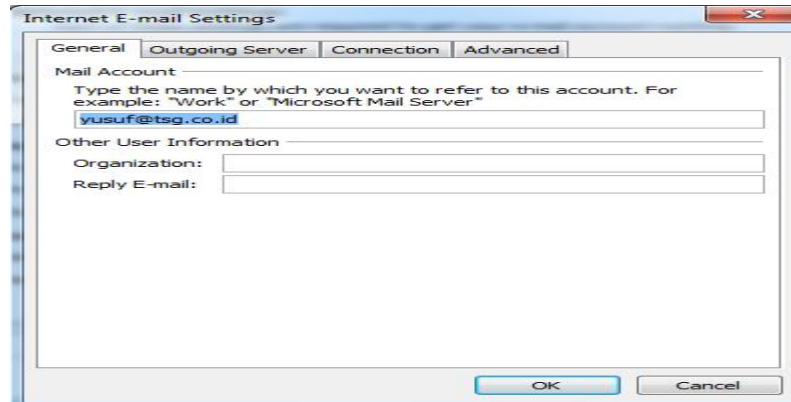 Internet E-mail Settings
General Outgoing Server Connection Advanced
Mail Account
Type the name by which you want to refer to this account. For
example: "Work" or "Microsoft Mail Server"
yusuf@tsg.co.id
Other User Information
Organization:
Reply E-mail:
OK Cancel